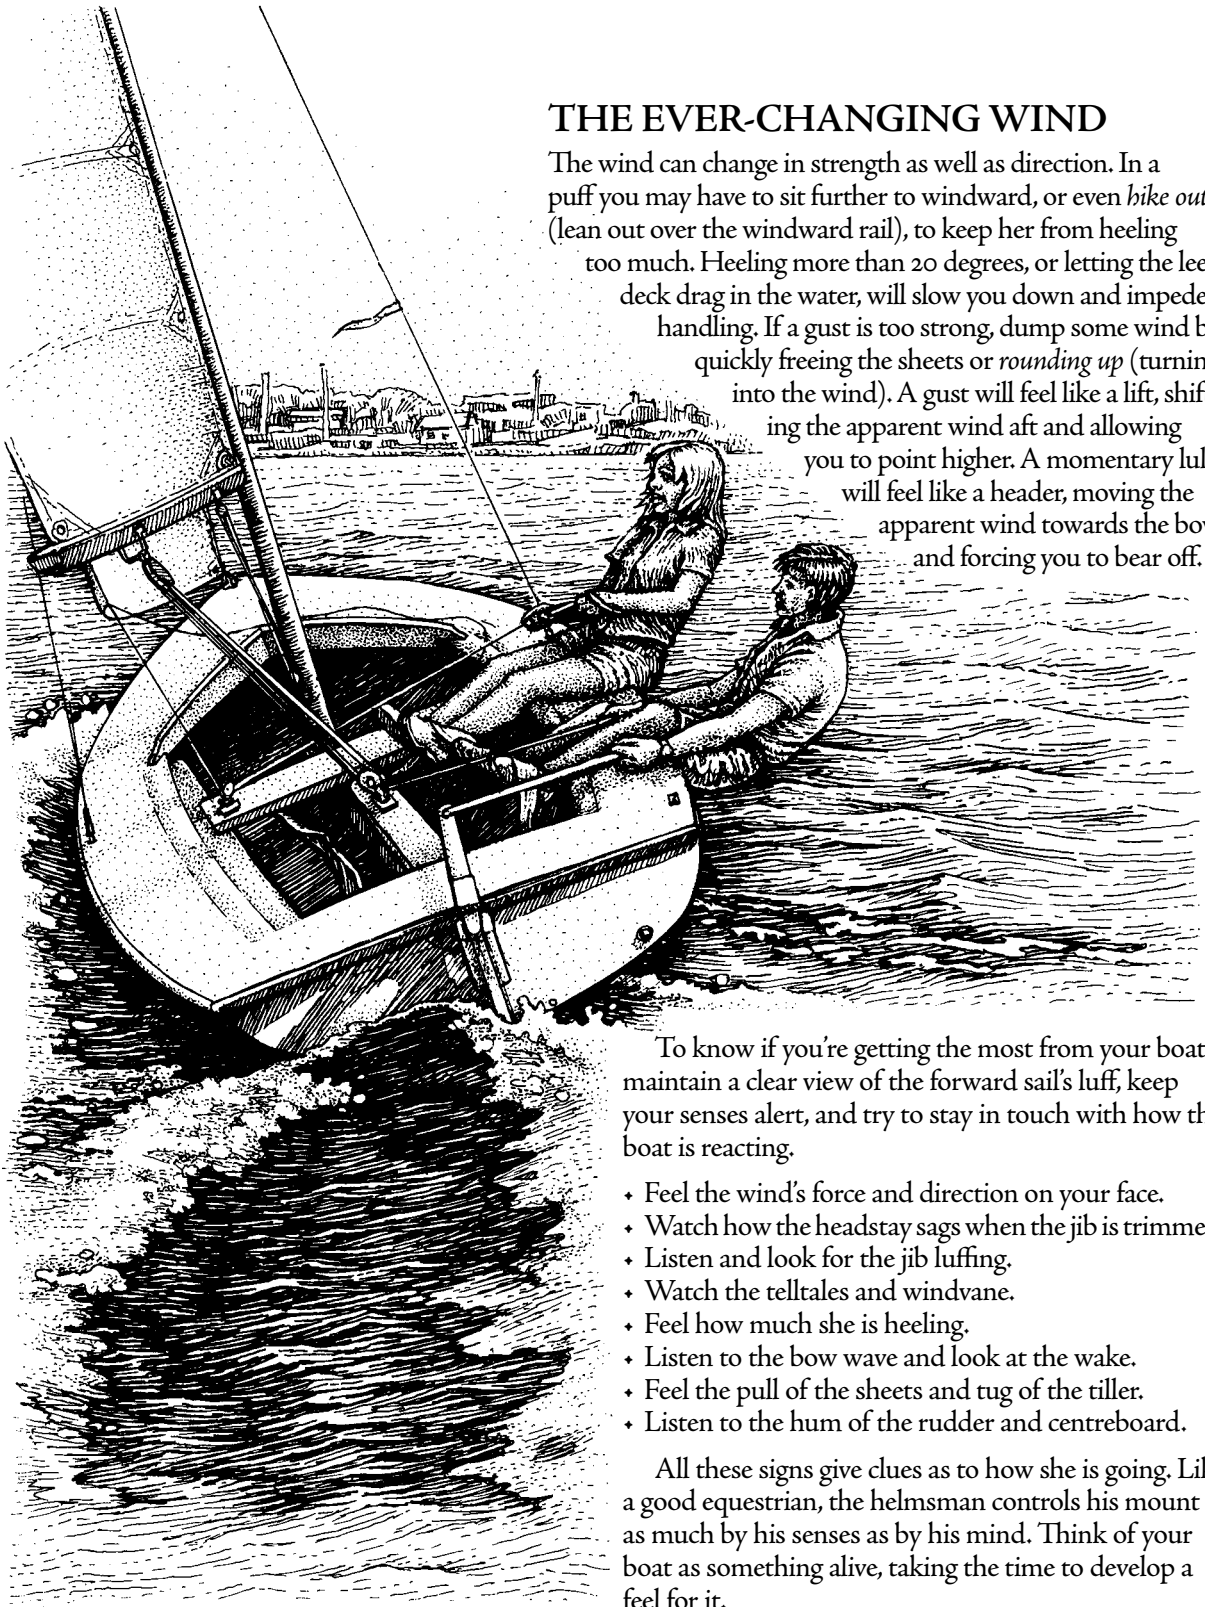 THE EVER-CHANGING WIND
The wind can change in strength as well as direction. In a
puff you may have to sit further to windward, or even hike out
(lean out over the windward rail), to keep her from heeling
too much. Heeling more than 20 degrees, or letting the lee
deck drag in the water, will slow you down and impede
handling. If a gust is too strong, dump some wind b
quickly freeing the sheets or rounding up (turnin
into the wind). A gust will feel like a lift, shif
ing the apparent wind aft and allowing
you to point higher. A momentary lul
will feel like a header, moving the
apparent wind towards the bow
and forcing you to bear off.
To know if you're getting the most from your boat
maintain a clear view of the forward sail's luff, keep
your senses alert, and try to stay in touch with how th
boat is reacting.
✦ Feel the wind's force and direction on your face.
✦ Watch how the headstay sags when the jib is trimme
✦ Listen and look for the jib luffing.
✦ Watch the telltales and windvane.
✦ Feel how much she is heeling.
✦ Listen to the bow wave and look at the wake.
✦ Feel the pull of the sheets and tug of the tiller.
✦ Listen to the hum of the rudder and centreboard.
All these signs give clues as to how she is going. Lik
a good equestrian, the helmsman controls his mount
as much by his senses as by his mind. Think of your
boat as something alive, taking the time to develop a
feel for it.